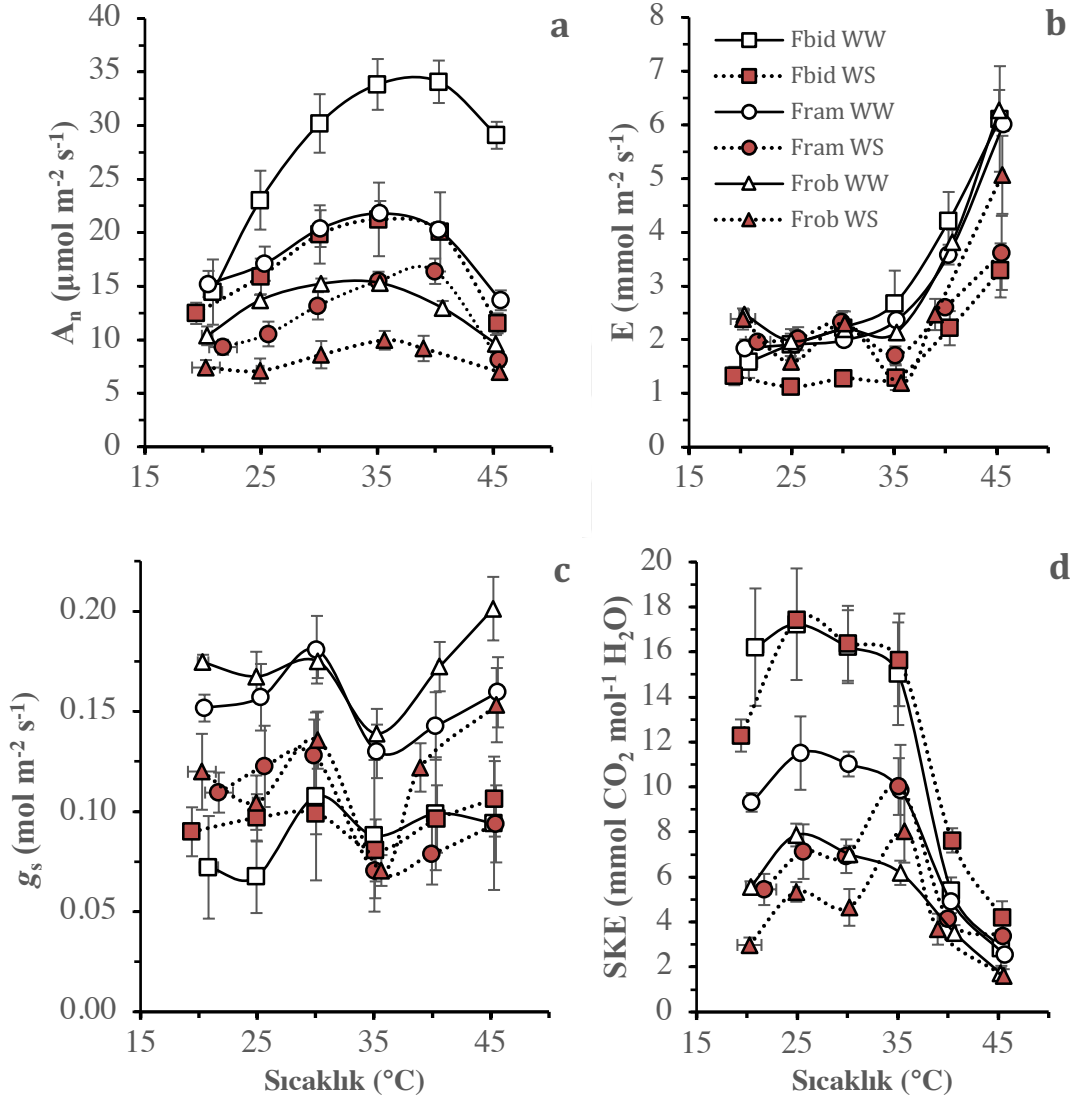 a
A_n (µmol m⁻² s⁻¹)
40
35
30
25
20
15
10
5
0
15 25 35 45
b
E (mmol m⁻² s⁻¹)
8
7
6
5
4
3
2
1
0
15 25 35 45
Fbid WW
Fbid WS
Fram WW
Fram WS
Frob WW
Frob WS
c
g_s (mol m⁻² s⁻¹)
0.20
0.15
0.10
0.05
0.00
15 25 35 45
Sıcaklık (°C)
d
SKE (mmol CO₂ mol⁻¹ H₂O)
20
18
16
14
12
10
8
6
4
2
0
15 25 35 45
Sıcaklık (°C)